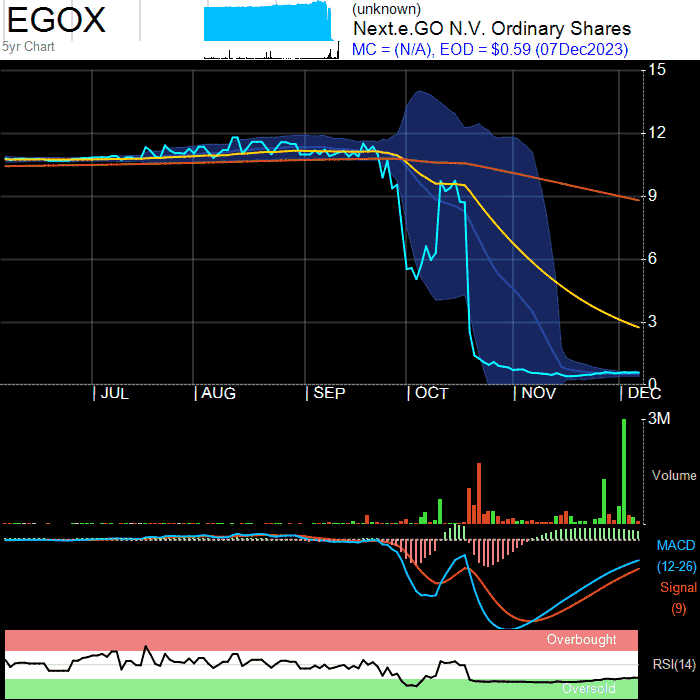 EGOX
5yr Chart
(unknown)
Next.e.GO N.V. Ordinary Shares
MC = (N/A), EOD = $0.59 (07Dec2023)
15
12
9
6
3
0
JUL AUG SEP OCT NOV DEC
3M
Volume
MACD
(12-26)
Signal
(9)
Overbought
RSI(14)
Oversold